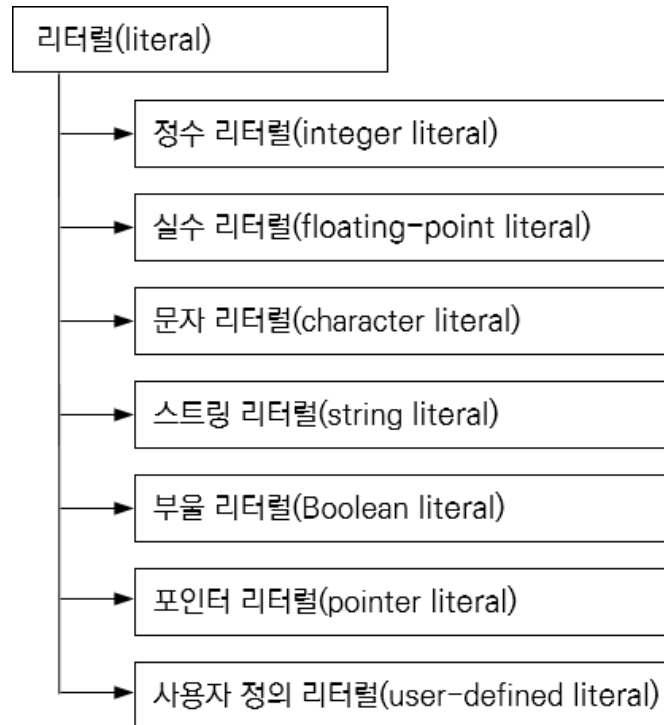 리터럴(literal)
정수 리터럴(integer literal)
실수 리터럴(floating-point literal)
문자 리터럴(character literal)
스트링 리터럴(string literal)
부울 리터럴(Boolean literal)
포인터 리터럴(pointer literal)
사용자 정의 리터럴(user-defined literal)